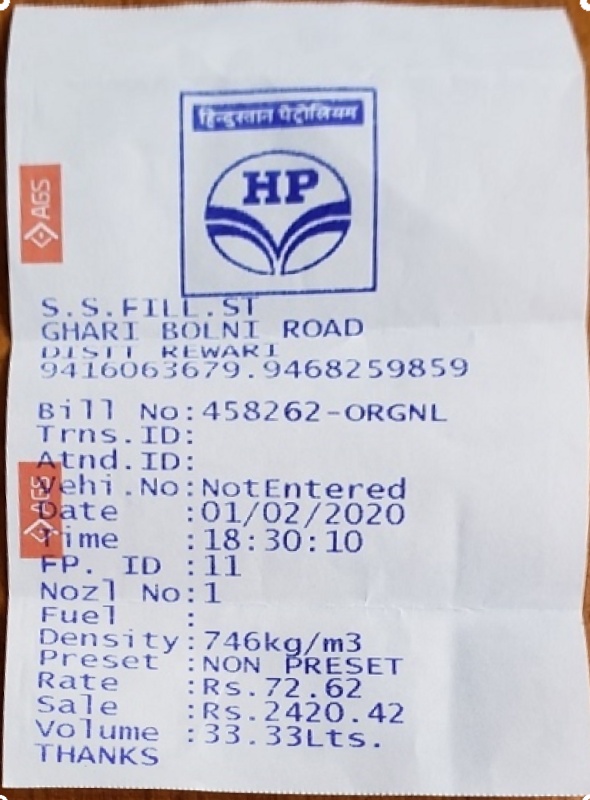 हिन्दुस्तान पेट्रोलियम
HP
AGS
S.S.FILL.ST
GHARI BOLNI ROAD
DISTT REWARI
9416063679.9468259859
Bill No:458262-ORGNL
Trns.ID:
Atnd.ID:
AGS
Vehi.No:NotEntered
Date :01/02/2020
Time :18:30:10
FP. ID :11
Nozl No:1
Fuel :
Density:746kg/m3
Preset :NON PRESET
Rate :Rs.72.62
Sale :Rs.2420.42
Volume :33.33Lts.
THANKS